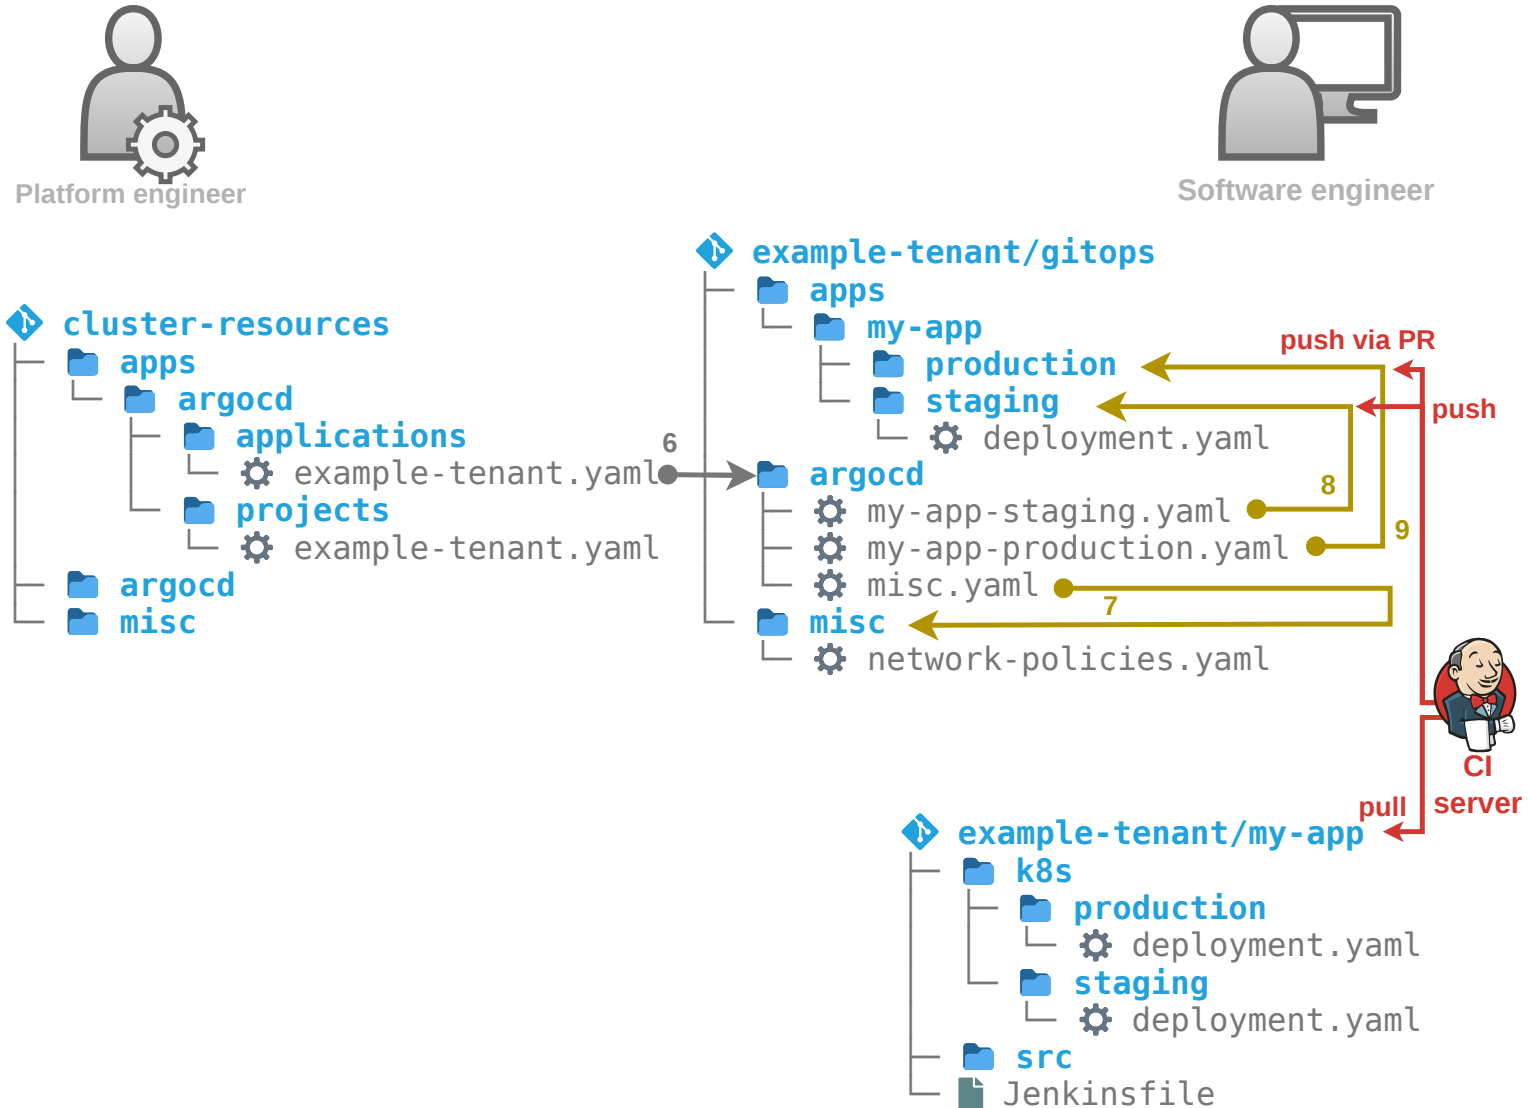 Platform engineer
Software engineer
cluster-resources
apps
argocd
applications
example-tenant.yaml
projects
example-tenant.yaml
argocd
misc
6
example-tenant/gitops
apps
my-app
production
staging
deployment.yaml
argocd
my-app-staging.yaml
my-app-production.yaml
misc.yaml
misc
network-policies.yaml
push via PR
push
8
9
7
CI
server
pull
example-tenant/my-app
k8s
production
deployment.yaml
staging
deployment.yaml
src
Jenkinsfile